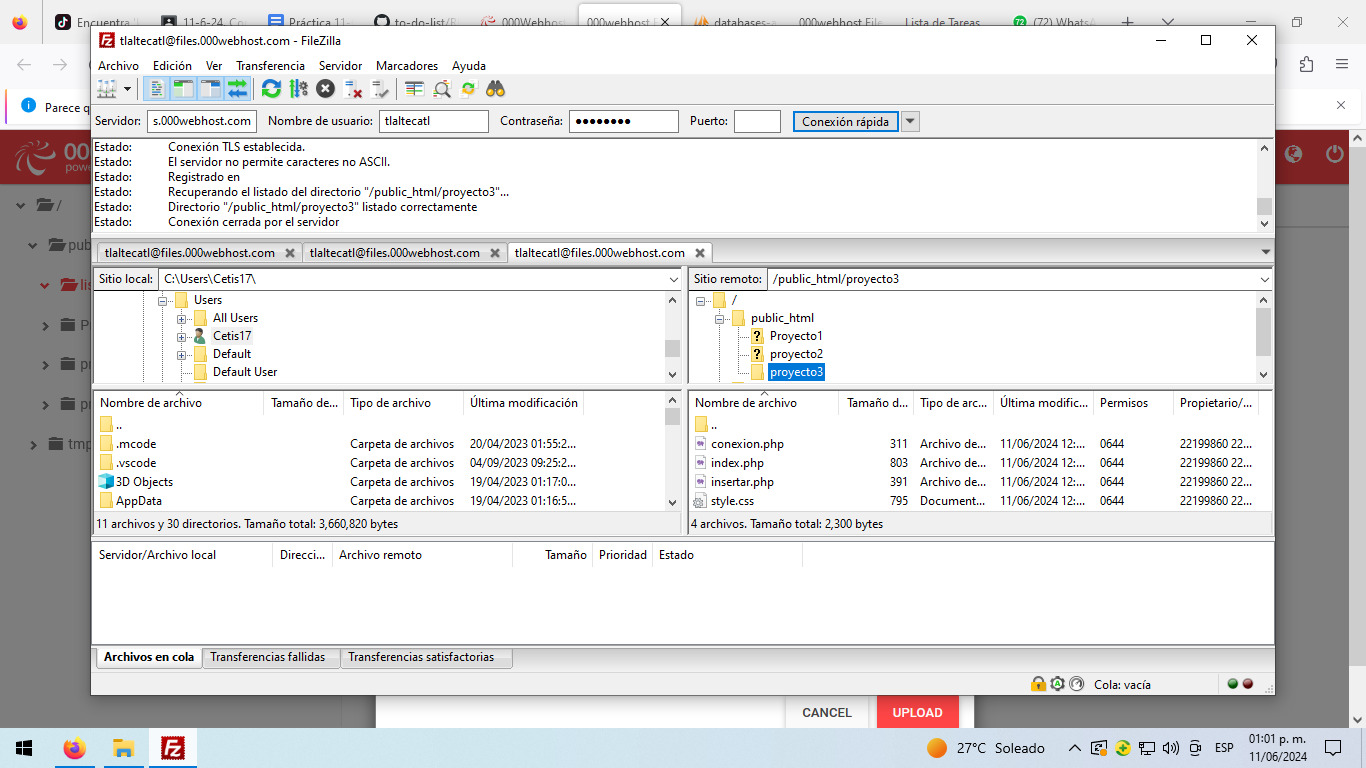 Encuentra
11-6-24, Co
Práctica 11-
to-do-list/R
000Webhos
000webhost
databases-a
000webhost File
Lista de Tareas
(72) WhatsA
tlaltecatl@files.000webhost.com - FileZilla
Archivo Edición Ver Transferencia Servidor Marcadores Ayuda
Parece q
Servidor: s.000webhost.com Nombre de usuario: tlaltecatl Contraseña: ●●●●●●●● Puerto: Conexión rápida
Estado: Conexión TLS establecida.
Estado: El servidor no permite caracteres no ASCII.
Estado: Registrado en
Estado: Recuperando el listado del directorio "/public_html/proyecto3"...
Estado: Directorio "/public_html/proyecto3" listado correctamente
Estado: Conexión cerrada por el servidor
00
powe
/
pub
lis
P
p
p
tmp
tlaltecatl@files.000webhost.com tlaltecatl@files.000webhost.com tlaltecatl@files.000webhost.com
Sitio local: C:\Users\Cetis17\
Users
All Users
Cetis17
Default
Default User
Sitio remoto: /public_html/proyecto3
/
public_html
Proyecto1
proyecto2
proyecto3
Nombre de archivo Tamaño de... Tipo de archivo Última modificación
..
.mcode Carpeta de archivos 20/04/2023 01:55:2...
.vscode Carpeta de archivos 04/09/2023 09:25:2...
3D Objects Carpeta de archivos 19/04/2023 01:17:0...
AppData Carpeta de archivos 19/04/2023 01:16:5...
11 archivos y 30 directorios. Tamaño total: 3,660,820 bytes
Nombre de archivo Tamaño d... Tipo de arc... Última modific... Permisos Propietario/...
..
conexion.php 311 Archivo de... 11/06/2024 12:... 0644 22199860 22...
index.php 803 Archivo de... 11/06/2024 12:... 0644 22199860 22...
insertar.php 391 Archivo de... 11/06/2024 12:... 0644 22199860 22...
style.css 795 Document... 11/06/2024 12:... 0644 22199860 22...
4 archivos. Tamaño total: 2,300 bytes
Servidor/Archivo local Direcci... Archivo remoto Tamaño Prioridad Estado
Archivos en cola Transferencias fallidas Transferencias satisfactorias
Cola: vacía
CANCEL UPLOAD
27°C Soleado ESP 01:01 p. m.
11/06/2024